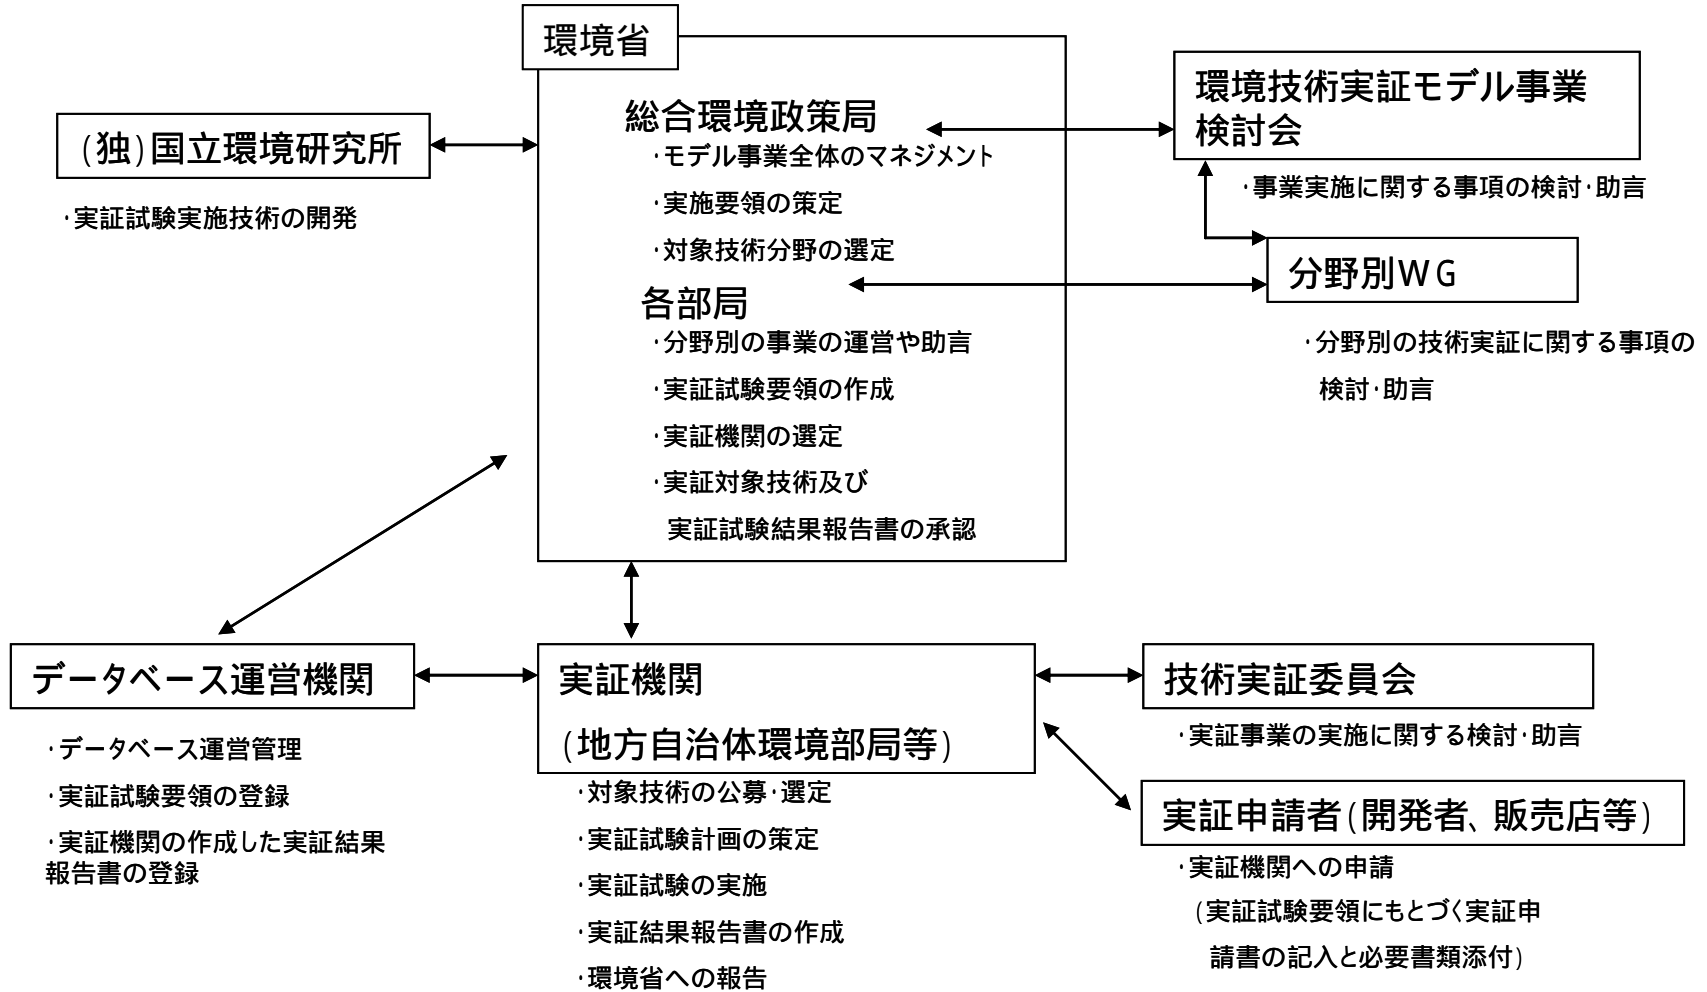 環境省
総合環境政策局
・モデル事業全体のマネジメント
・実施要領の策定
・対象技術分野の選定
各部局
・分野別の事業の運営や助言
・実証試験要領の作成
・実証機関の選定
・実証対象技術及び
実証試験結果報告書の承認
(独)国立環境研究所
・実証試験実施技術の開発
環境技術実証モデル事業
検討会
・事業実施に関する事項の検討・助言
分野別WG
・分野別の技術実証に関する事項の
検討・助言
データベース運営機関
・データベース運営管理
・実証試験要領の登録
・実証機関の作成した実証結果
報告書の登録
実証機関
(地方自治体環境部局等)
・対象技術の公募・選定
・実証試験計画の策定
・実証試験の実施
・実証結果報告書の作成
・環境省への報告
技術実証委員会
・実証事業の実施に関する検討・助言
実証申請者(開発者、販売店等)
・実証機関への申請
(実証試験要領にもとづく実証申
請書の記入と必要書類添付)